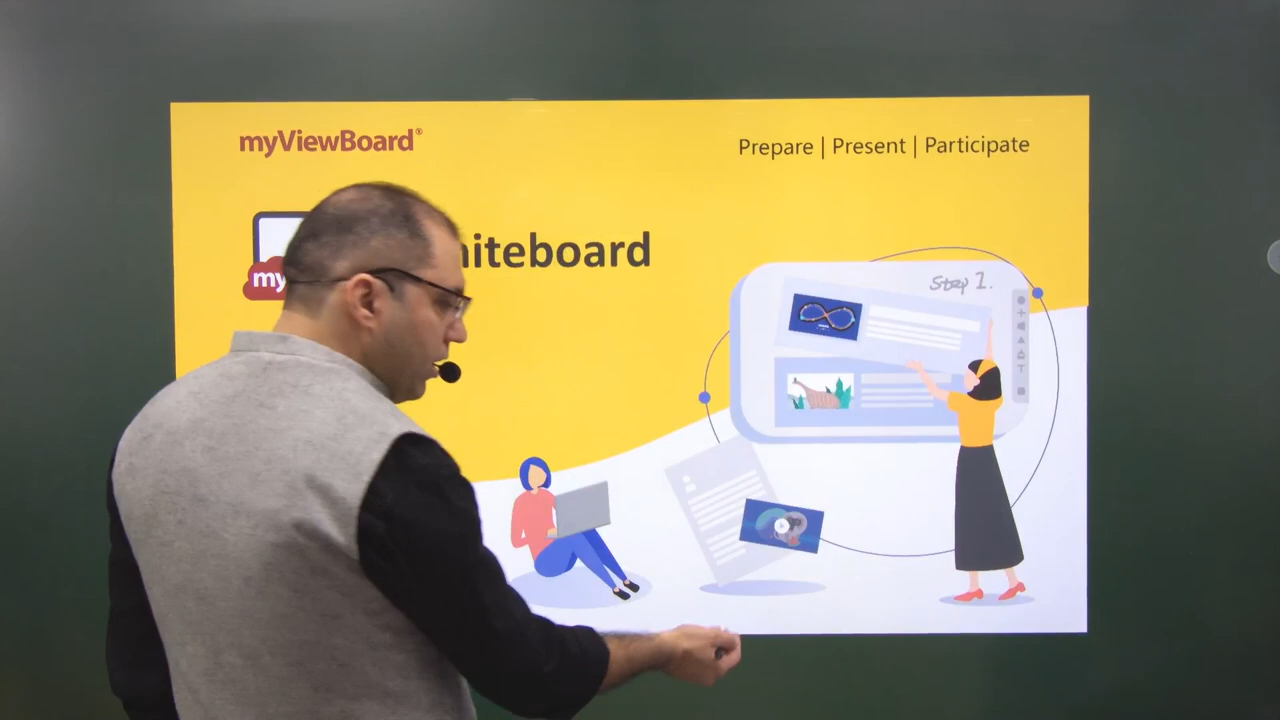 myViewBoard®
Prepare | Present | Participate
my
iteboard
Step 1.